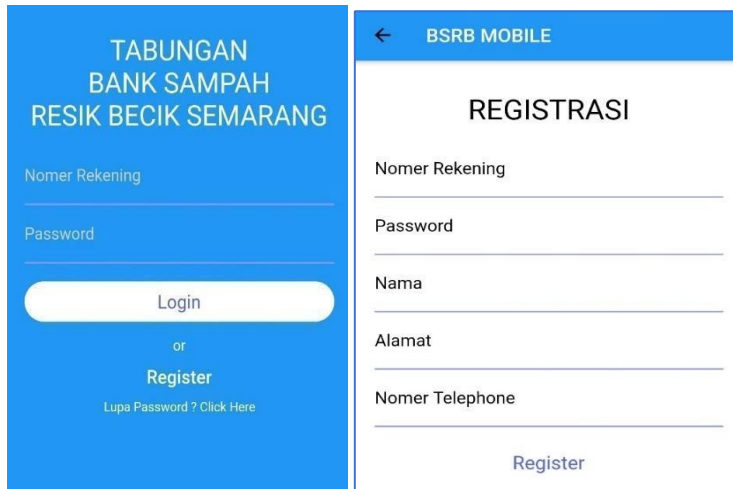 TABUNGAN
BANK SAMPAH
RESIK BECIK SEMARANG
Nomer Rekening
Password
Login
or
Register
Lupa Password ? Click Here
BSRB MOBILE
REGISTRASI
Nomer Rekening
Password
Nama
Alamat
Nomer Telephone
Register